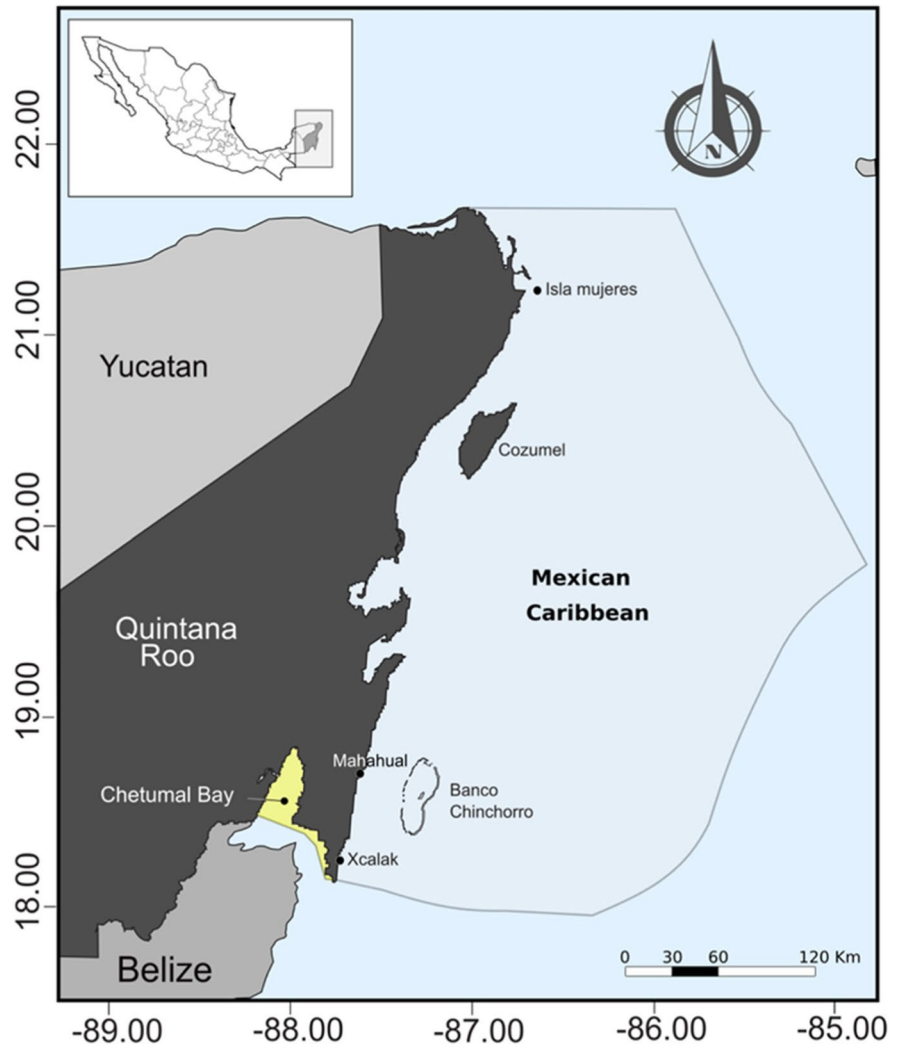 22.00
21.00
20.00
19.00
18.00
N
Isla mujeres
Yucatan
Cozumel
Mexican
Caribbean
Quintana
Roo
Mahahual
Chetumal Bay
Banco
Chinchorro
Xcalak
Belize
0 30 60 120 Km
-89.00 -88.00 -87.00 -86.00 -85.00